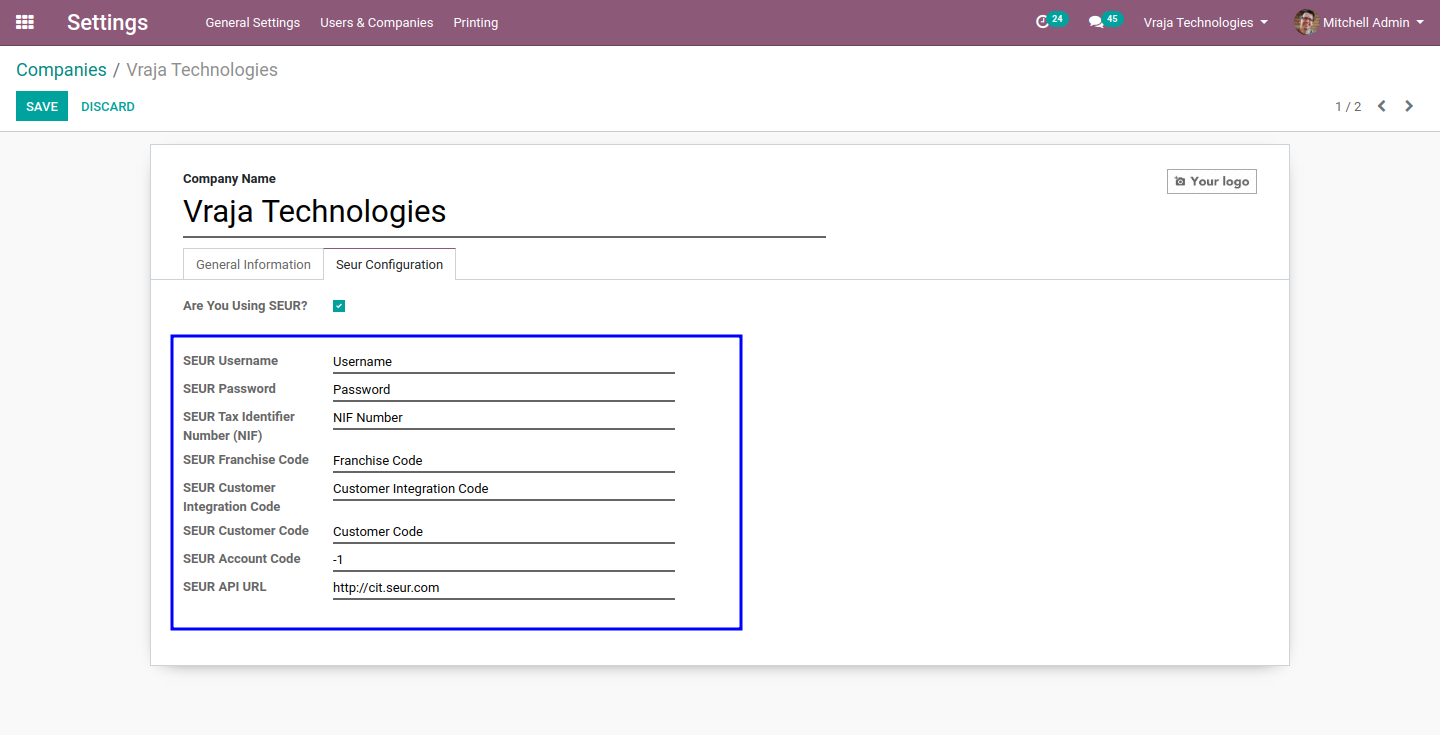 Settings General Settings Users & Companies Printing 24 45 Vraja Technologies Mitchell Admin
Companies / Vraja Technologies
SAVE DISCARD 1 / 2
Company Name
Your logo
Vraja Technologies
General Information Seur Configuration
Are You Using SEUR?
SEUR Username Username
SEUR Password Password
SEUR Tax Identifier NIF Number
Number (NIF)
SEUR Franchise Code Franchise Code
SEUR Customer Customer Integration Code
Integration Code
SEUR Customer Code Customer Code
SEUR Account Code -1
SEUR API URL http://cit.seur.com